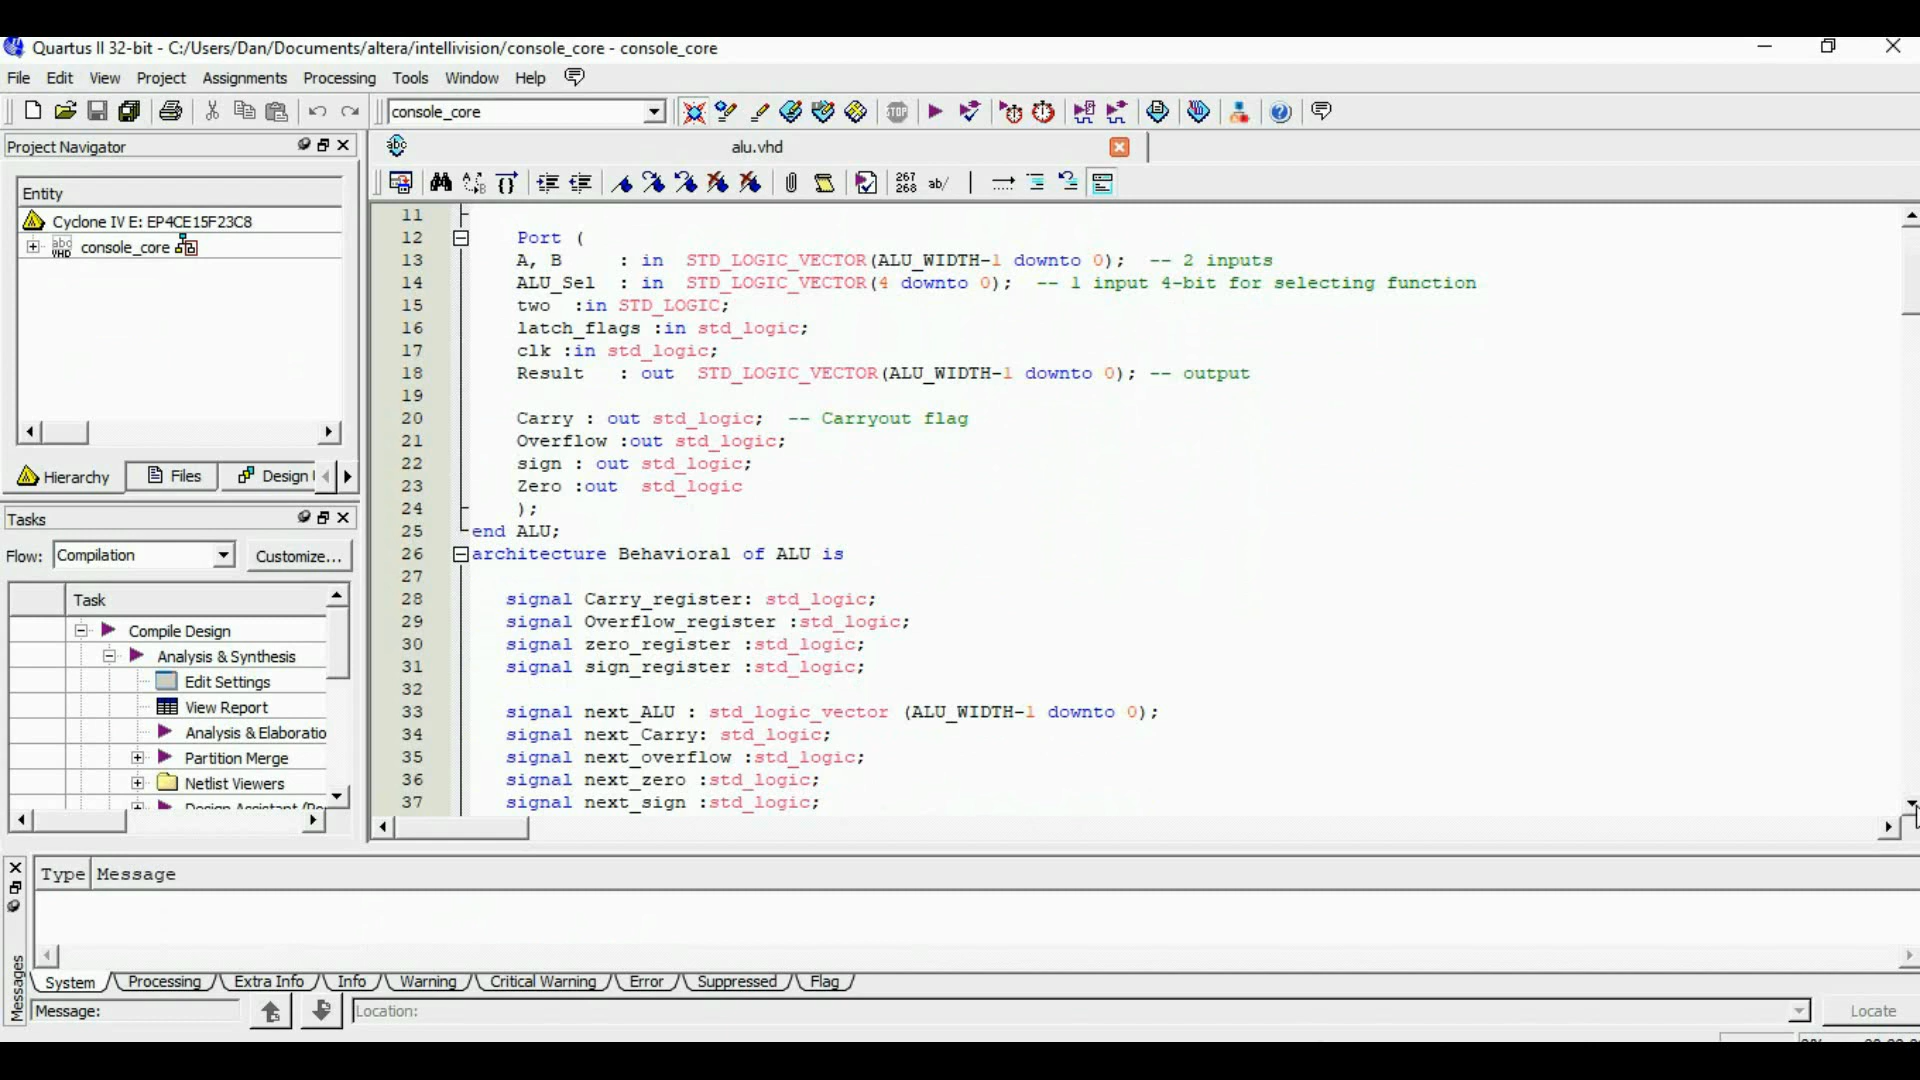 Quartus II 32-bit - C:/Users/Dan/Documents/altera/intellivision/console_core - console_core
File Edit View Project Assignments Processing Tools Window Help
console_core
Project Navigator
Entity
Cyclone IV E: EP4CE15F23C8
console_core
Hierarchy Files Design
Tasks
Flow: Compilation Customize...
Task
Compile Design
Analysis & Synthesis
Edit Settings
View Report
Analysis & Elaboratio
Partition Merge
Netlist Viewers
alu.vhd
11
12 Port (
13 A, B : in STD_LOGIC_VECTOR(ALU_WIDTH-1 downto 0); -- 2 inputs
14 ALU_Sel : in STD_LOGIC_VECTOR(4 downto 0); -- 1 input 4-bit for selecting function
15 two :in STD_LOGIC;
16 latch_flags :in std_logic;
17 clk :in std_logic;
18 Result : out STD_LOGIC_VECTOR(ALU_WIDTH-1 downto 0); -- output
19
20 Carry : out std_logic; -- Carryout flag
21 Overflow :out std_logic;
22 sign : out std_logic;
23 Zero :out std_logic
24 );
25 end ALU;
26 architecture Behavioral of ALU is
27
28 signal Carry_register: std_logic;
29 signal Overflow_register :std_logic;
30 signal zero_register :std_logic;
31 signal sign_register :std_logic;
32
33 signal next_ALU : std_logic_vector (ALU_WIDTH-1 downto 0);
34 signal next_Carry: std_logic;
35 signal next_overflow :std_logic;
36 signal next_zero :std_logic;
37 signal next_sign :std_logic;
Type Message
System Processing Extra Info Info Warning Critical Warning Error Suppressed Flag
Messages
Message: Location: Locate